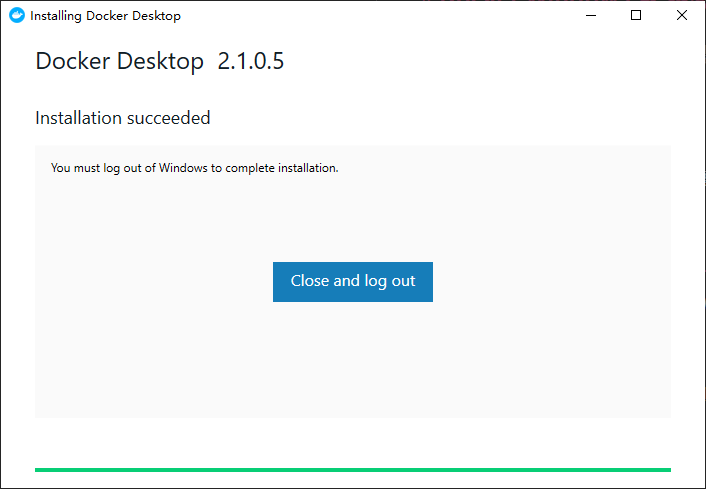 Installing Docker Desktop
Docker Desktop 2.1.0.5
Installation succeeded
You must log out of Windows to complete installation.
Close and log out